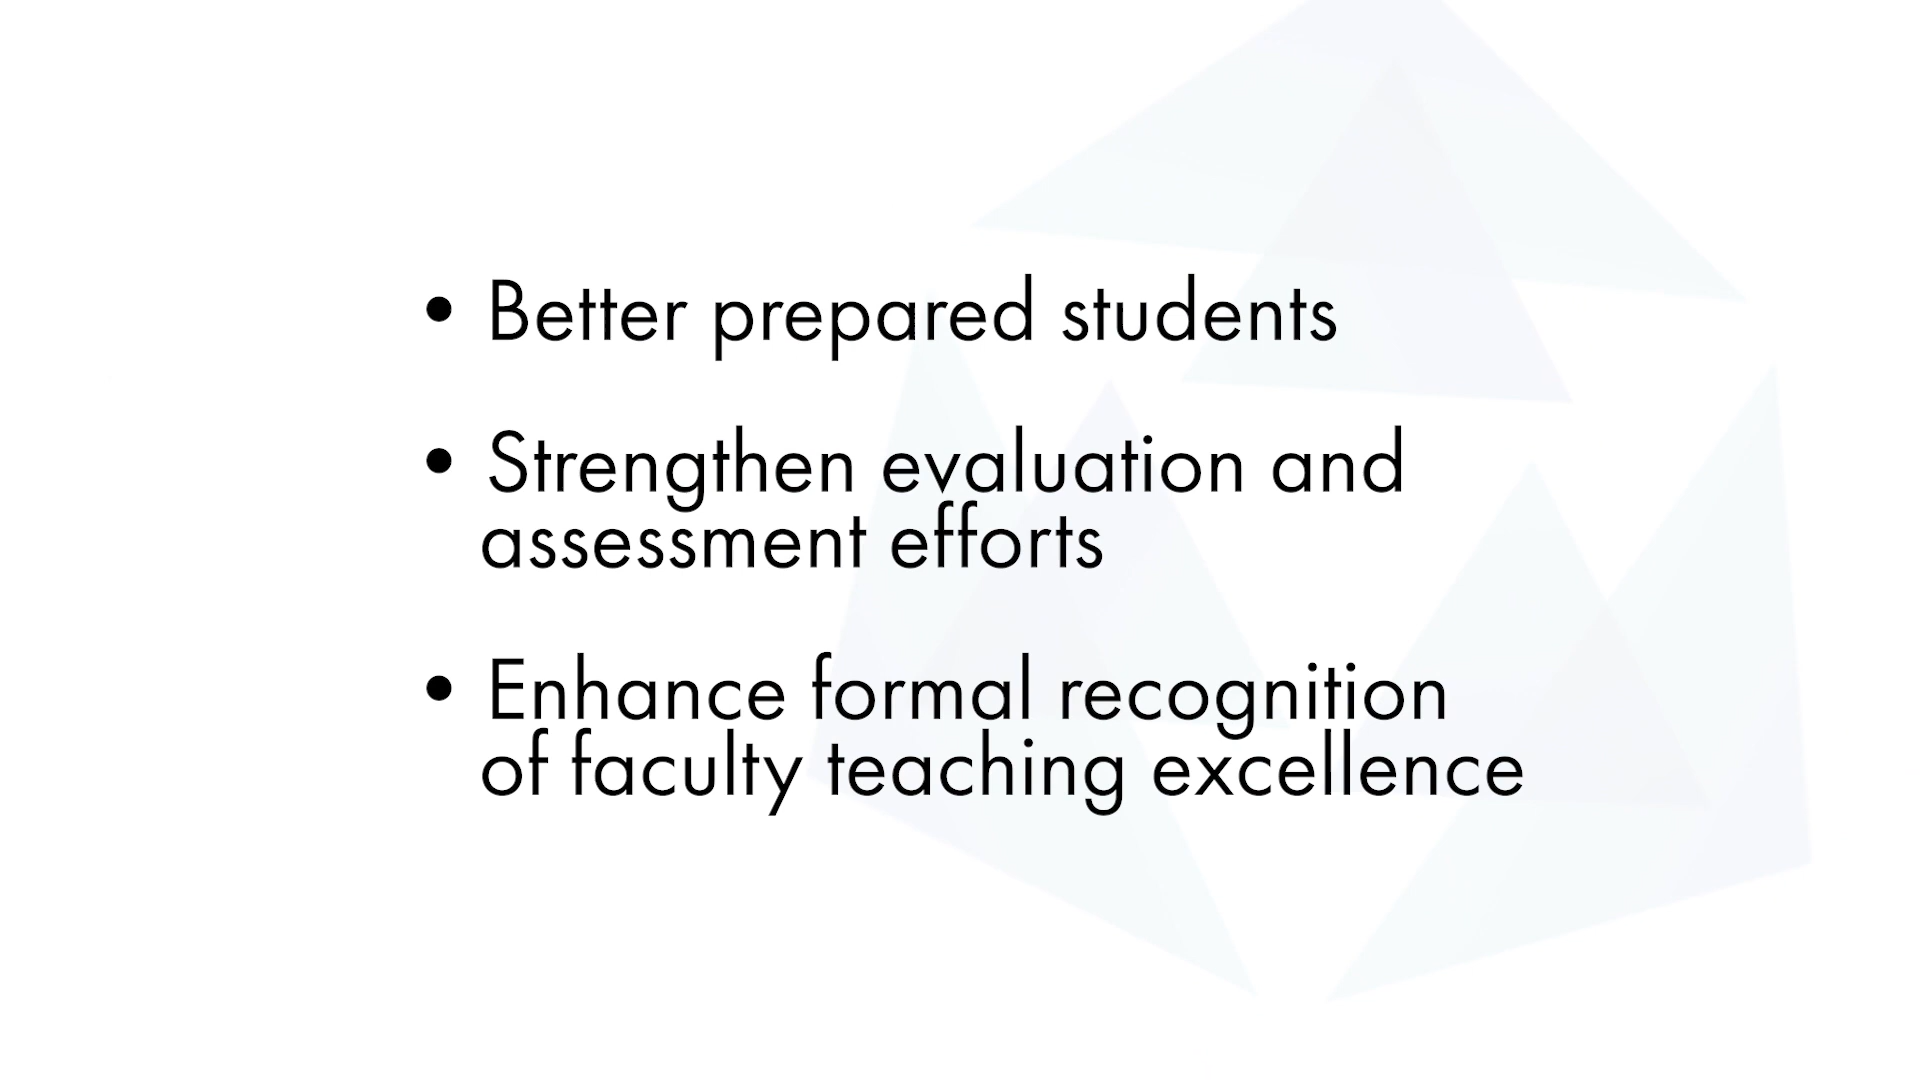 • Better prepared students
• Strengthen evaluation and
assessment efforts
• Enhance formal recognition
of faculty teaching excellence